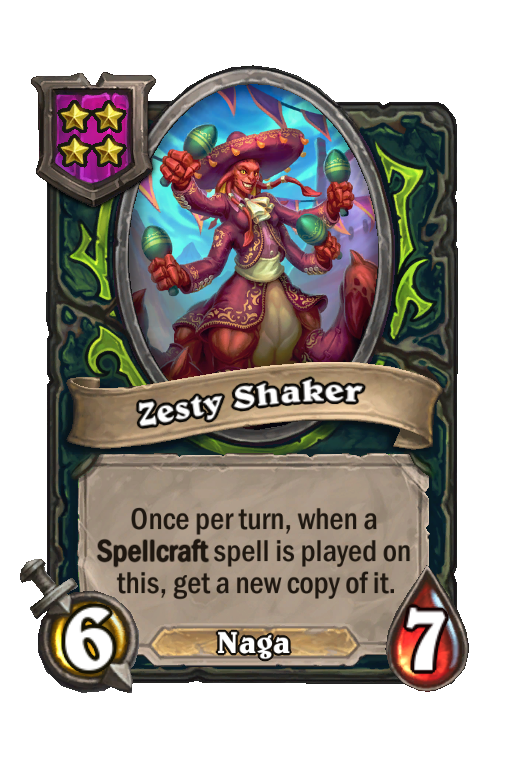 Zesty Shaker
Once per turn, when a
Spellcraft spell is played on
this, get a new copy of it.
6
Naga
7